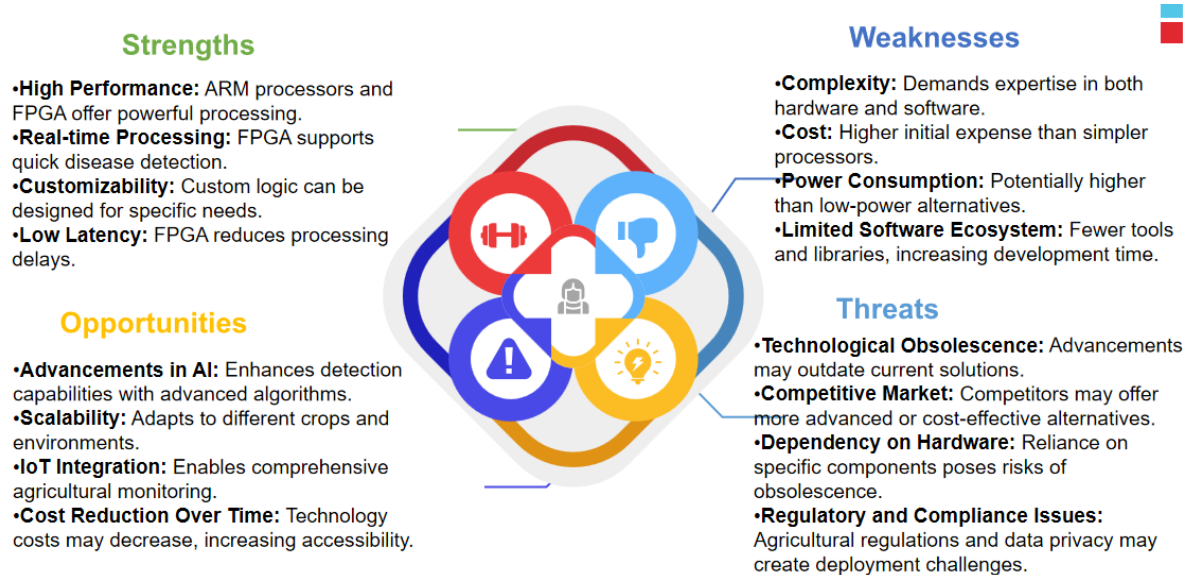 Strengths
•High Performance: ARM processors and
FPGA offer powerful processing.
•Real-time Processing: FPGA supports
quick disease detection.
•Customizability: Custom logic can be
designed for specific needs.
•Low Latency: FPGA reduces processing
delays.
Weaknesses
•Complexity: Demands expertise in both
hardware and software.
•Cost: Higher initial expense than simpler
processors.
•Power Consumption: Potentially higher
than low-power alternatives.
•Limited Software Ecosystem: Fewer tools
and libraries, increasing development time.
Opportunities
•Advancements in AI: Enhances detection
capabilities with advanced algorithms.
•Scalability: Adapts to different crops and
environments.
•IoT Integration: Enables comprehensive
agricultural monitoring.
•Cost Reduction Over Time: Technology
costs may decrease, increasing accessibility.
Threats
•Technological Obsolescence: Advancements
may outdate current solutions.
•Competitive Market: Competitors may offer
more advanced or cost-effective alternatives.
•Dependency on Hardware: Reliance on
specific components poses risks of
obsolescence.
•Regulatory and Compliance Issues:
Agricultural regulations and data privacy may
create deployment challenges.